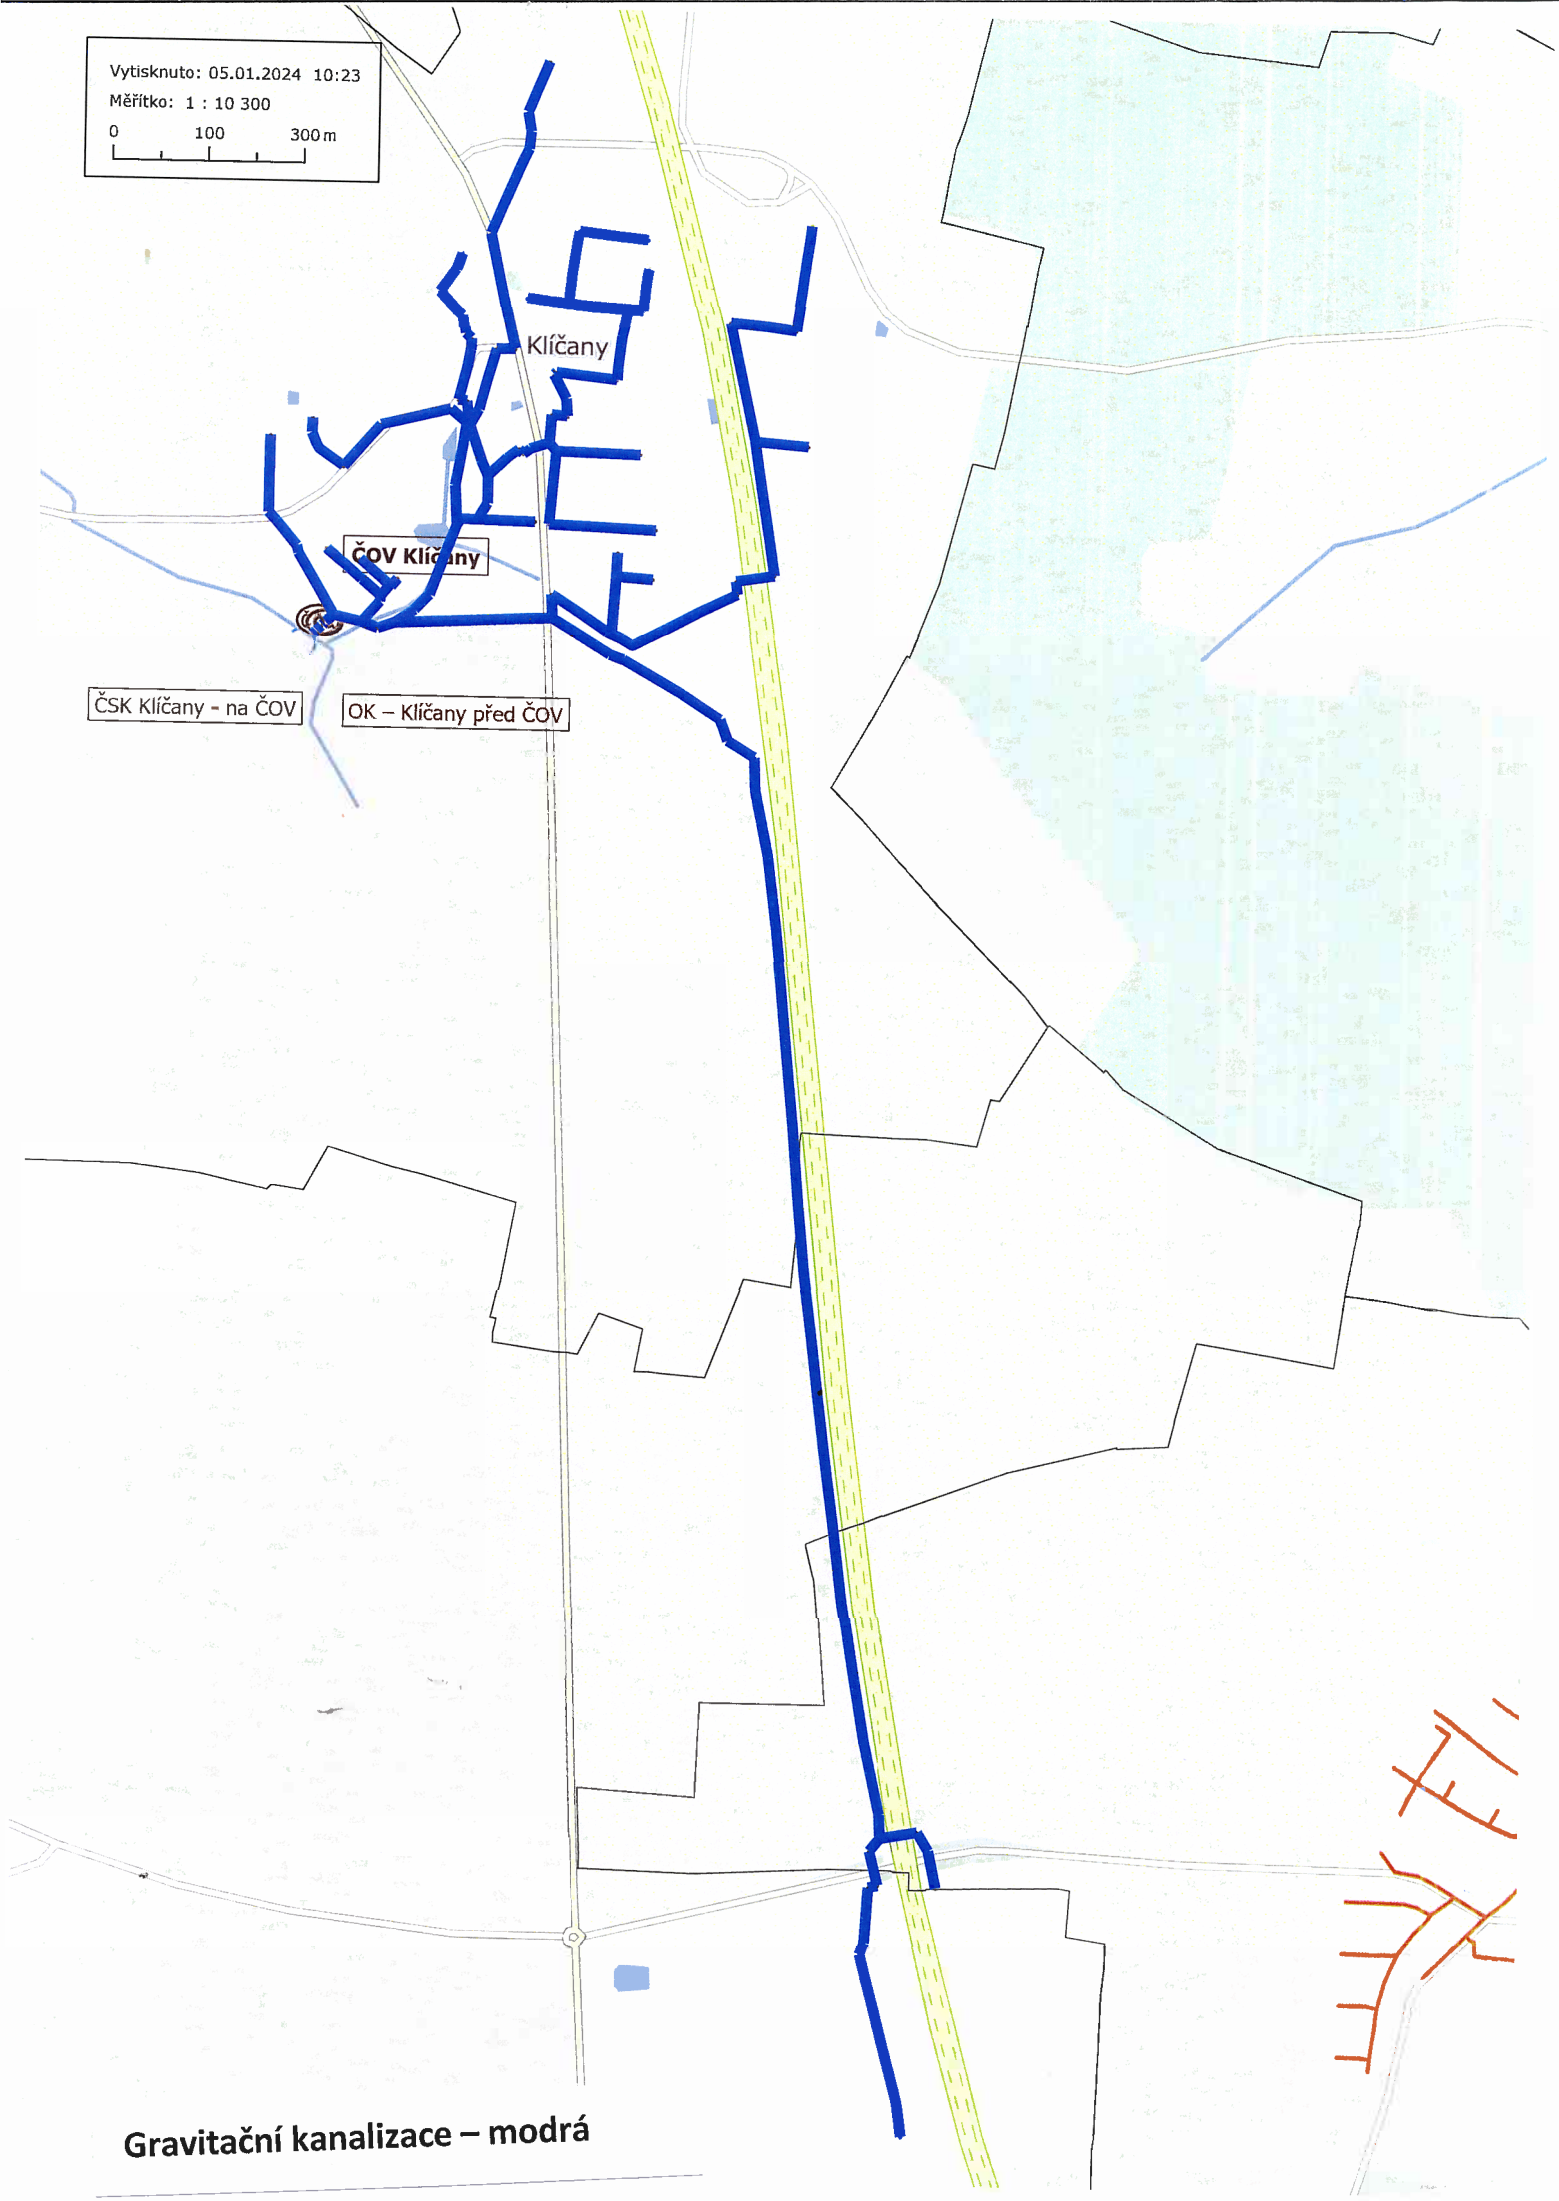 Vytisknuto: 05.01.2024 10:23
Měřítko: 1 : 10 300
0 100 300 m
Klíčany
ČOV Klíčany
ČSK Klíčany - na ČOV
OK – Klíčany před ČOV
Gravitační kanalizace – modrá